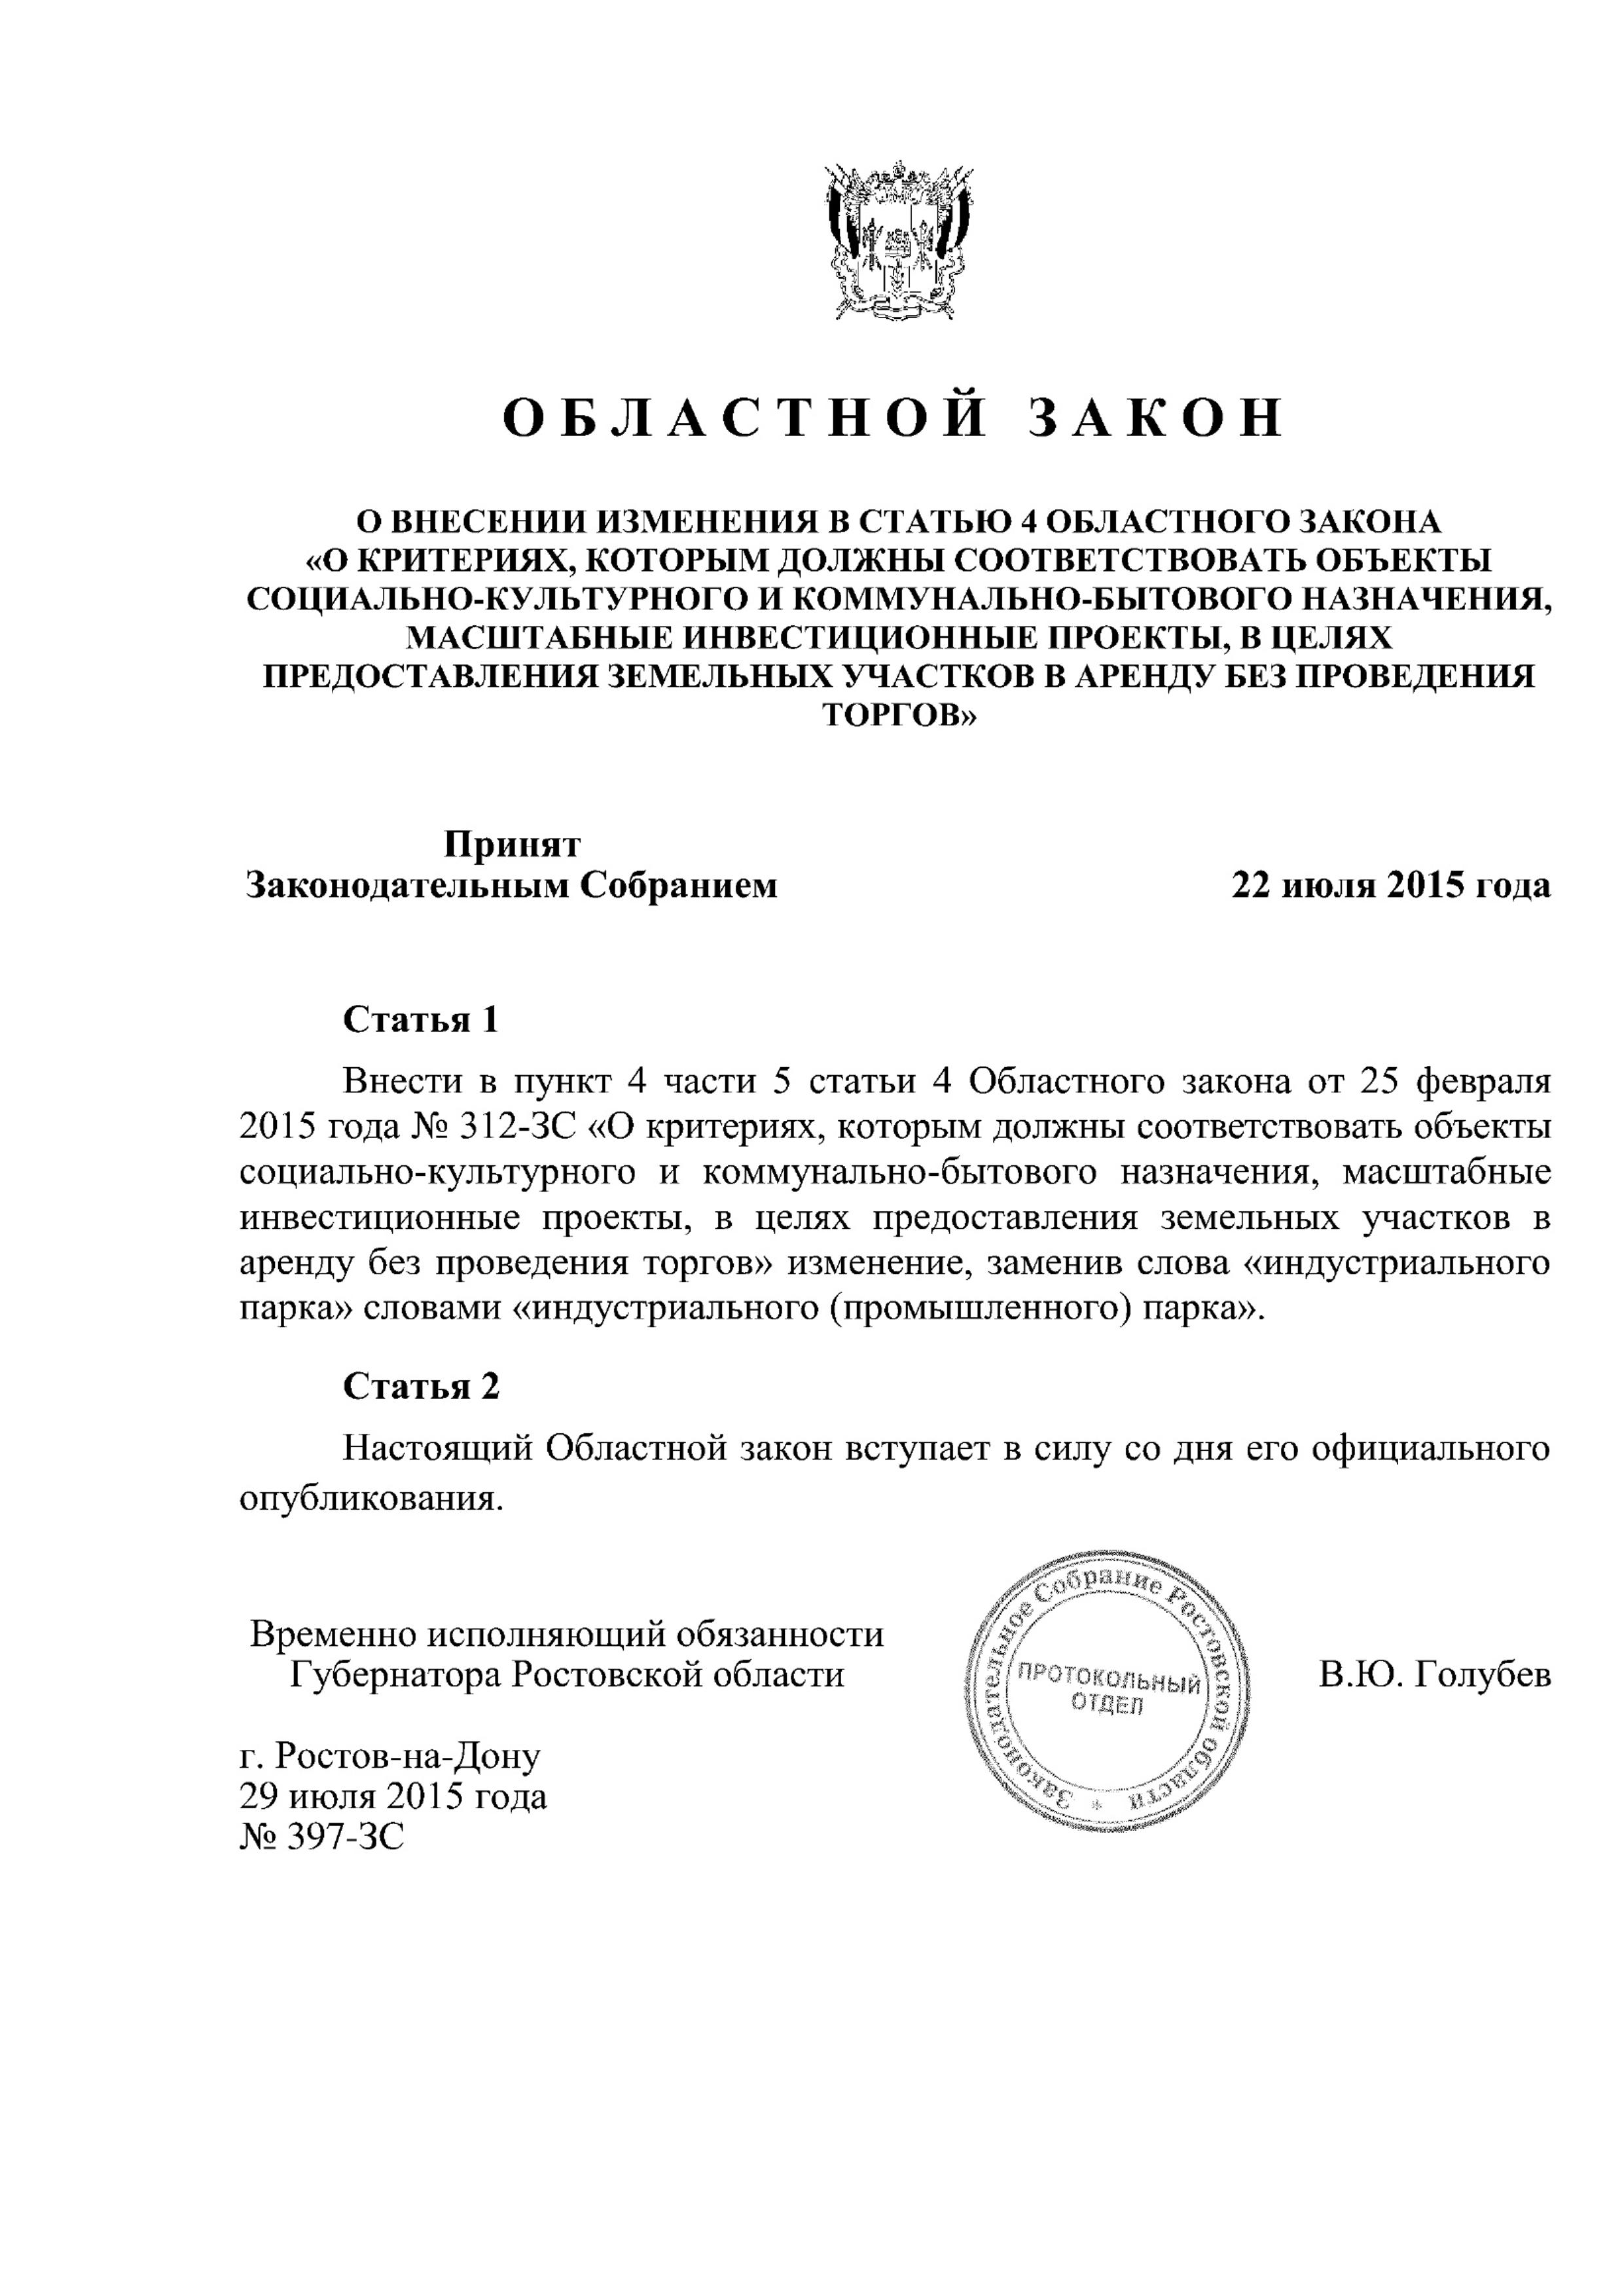 ОБЛАСТНОЙ ЗАКОН
О ВНЕСЕНИИ ИЗМЕНЕНИЯ В СТАТЬЮ 4 ОБЛАСТНОГО ЗАКОНА
«О КРИТЕРИЯХ, КОТОРЫМ ДОЛЖНЫ СООТВЕТСТВОВАТЬ ОБЪЕКТЫ
СОЦИАЛЬНО-КУЛЬТУРНОГО И КОММУНАЛЬНО-БЫТОВОГО НАЗНАЧЕНИЯ,
МАСШТАБНЫЕ ИНВЕСТИЦИОННЫЕ ПРОЕКТЫ, В ЦЕЛЯХ
ПРЕДОСТАВЛЕНИЯ ЗЕМЕЛЬНЫХ УЧАСТКОВ В АРЕНДУ БЕЗ ПРОВЕДЕНИЯ
ТОРГОВ»
Принят
Законодательным Собранием 22 июля 2015 года
Статья 1
Внести в пункт 4 части 5 статьи 4 Областного закона от 25 февраля
2015 года № 312-ЗС «О критериях, которым должны соответствовать объекты
социально-культурного и коммунально-бытового назначения, масштабные
инвестиционные проекты, в целях предоставления земельных участков в
аренду без проведения торгов» изменение, заменив слова «индустриального
парка» словами «индустриального (промышленного) парка».
Статья 2
Настоящий Областной закон вступает в силу со дня его официального
опубликования.
Временно исполняющий обязанности
Губернатора Ростовской области В.Ю. Голубев
Законодательное Собрание Ростовской области *
ПРОТОКОЛЬНЫЙ
ОТДЕЛ
г. Ростов-на-Дону
29 июля 2015 года
№ 397-ЗС